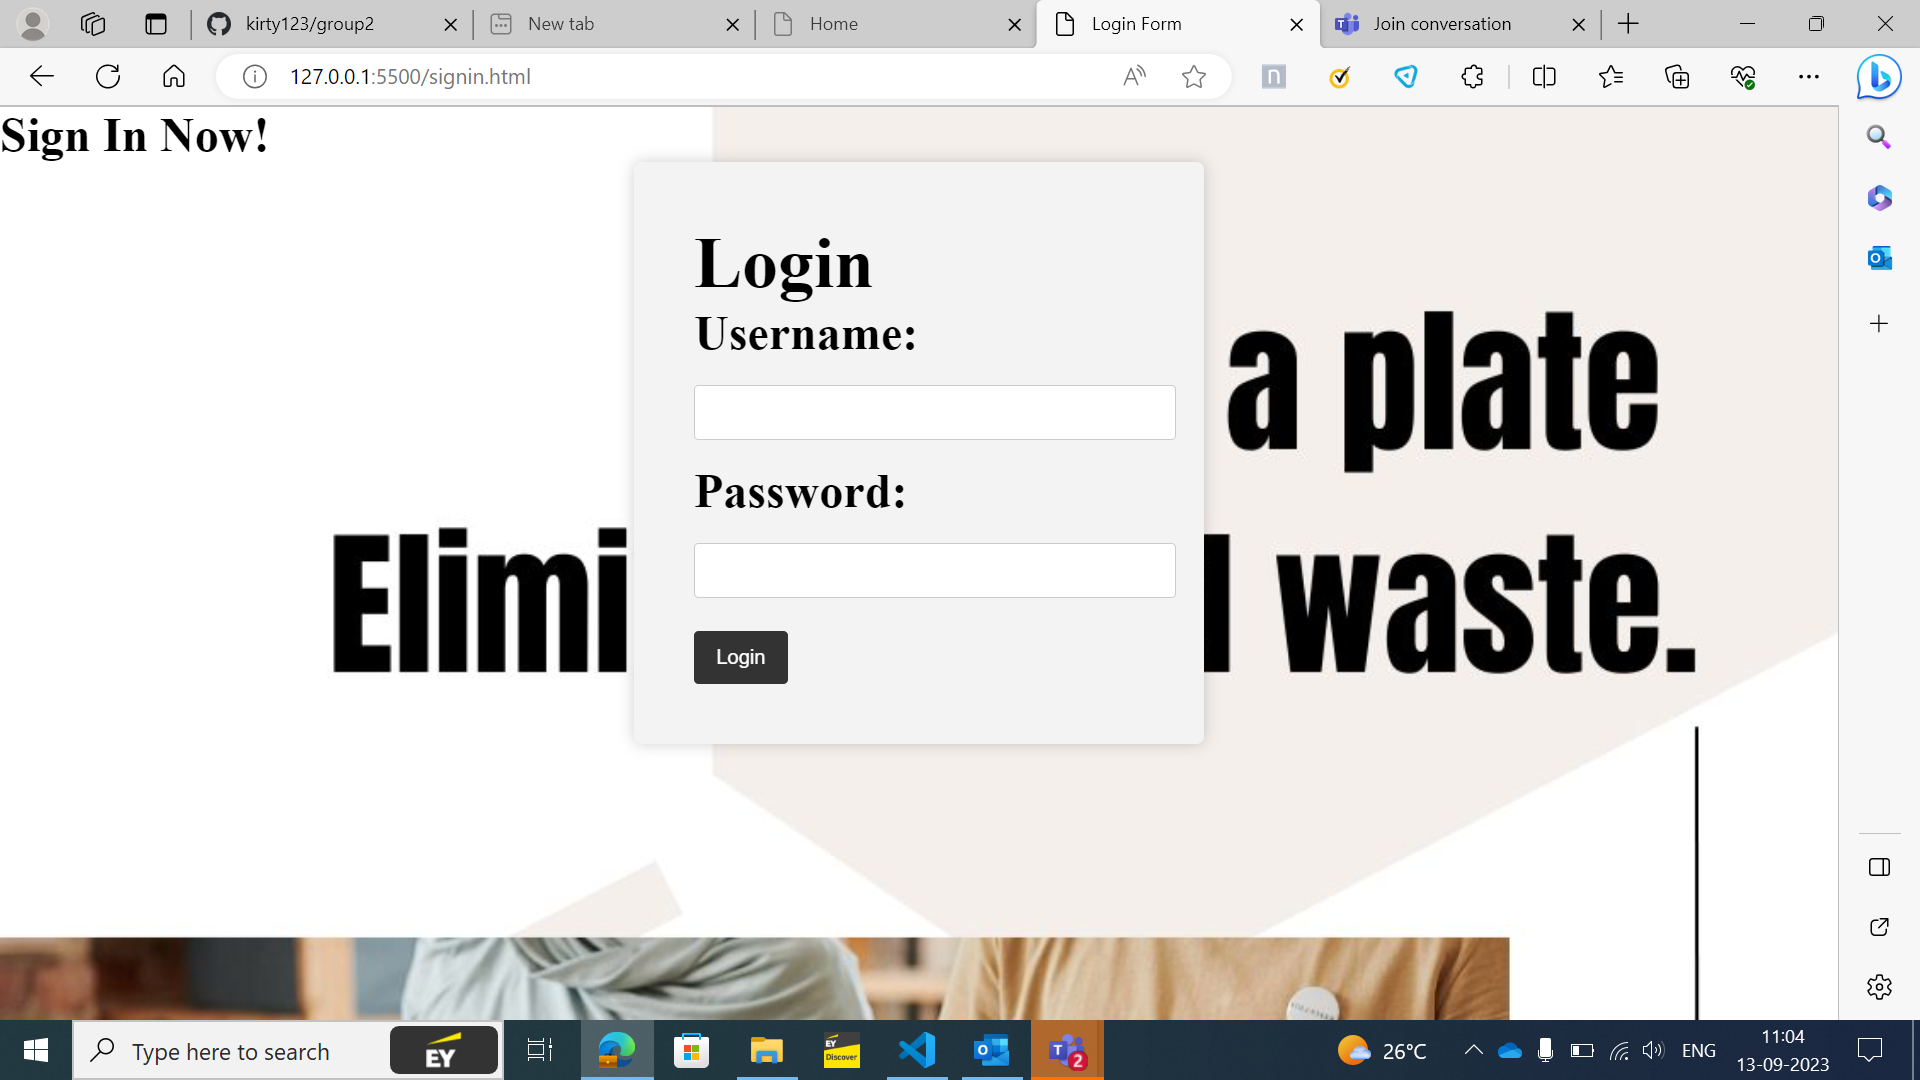 kirty123/group2
New tab
Home
Login Form
Join conversation
127.0.0.1:5500/signin.html
Sign In Now!
Login
Username:
a plate
Password:
Elimi
waste.
Login
Type here to search
EY
EY
Discover
2
26°C
ENG
11:04
13-09-2023